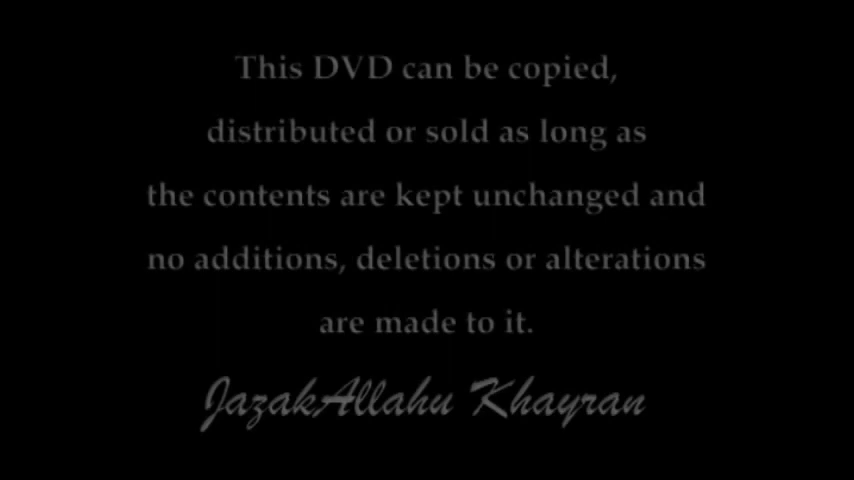 This DVD can be copied,
distributed or sold as long as
the contents are kept unchanged and
no additions, deletions or alterations
are made to it.
JazakAllahu Khayran